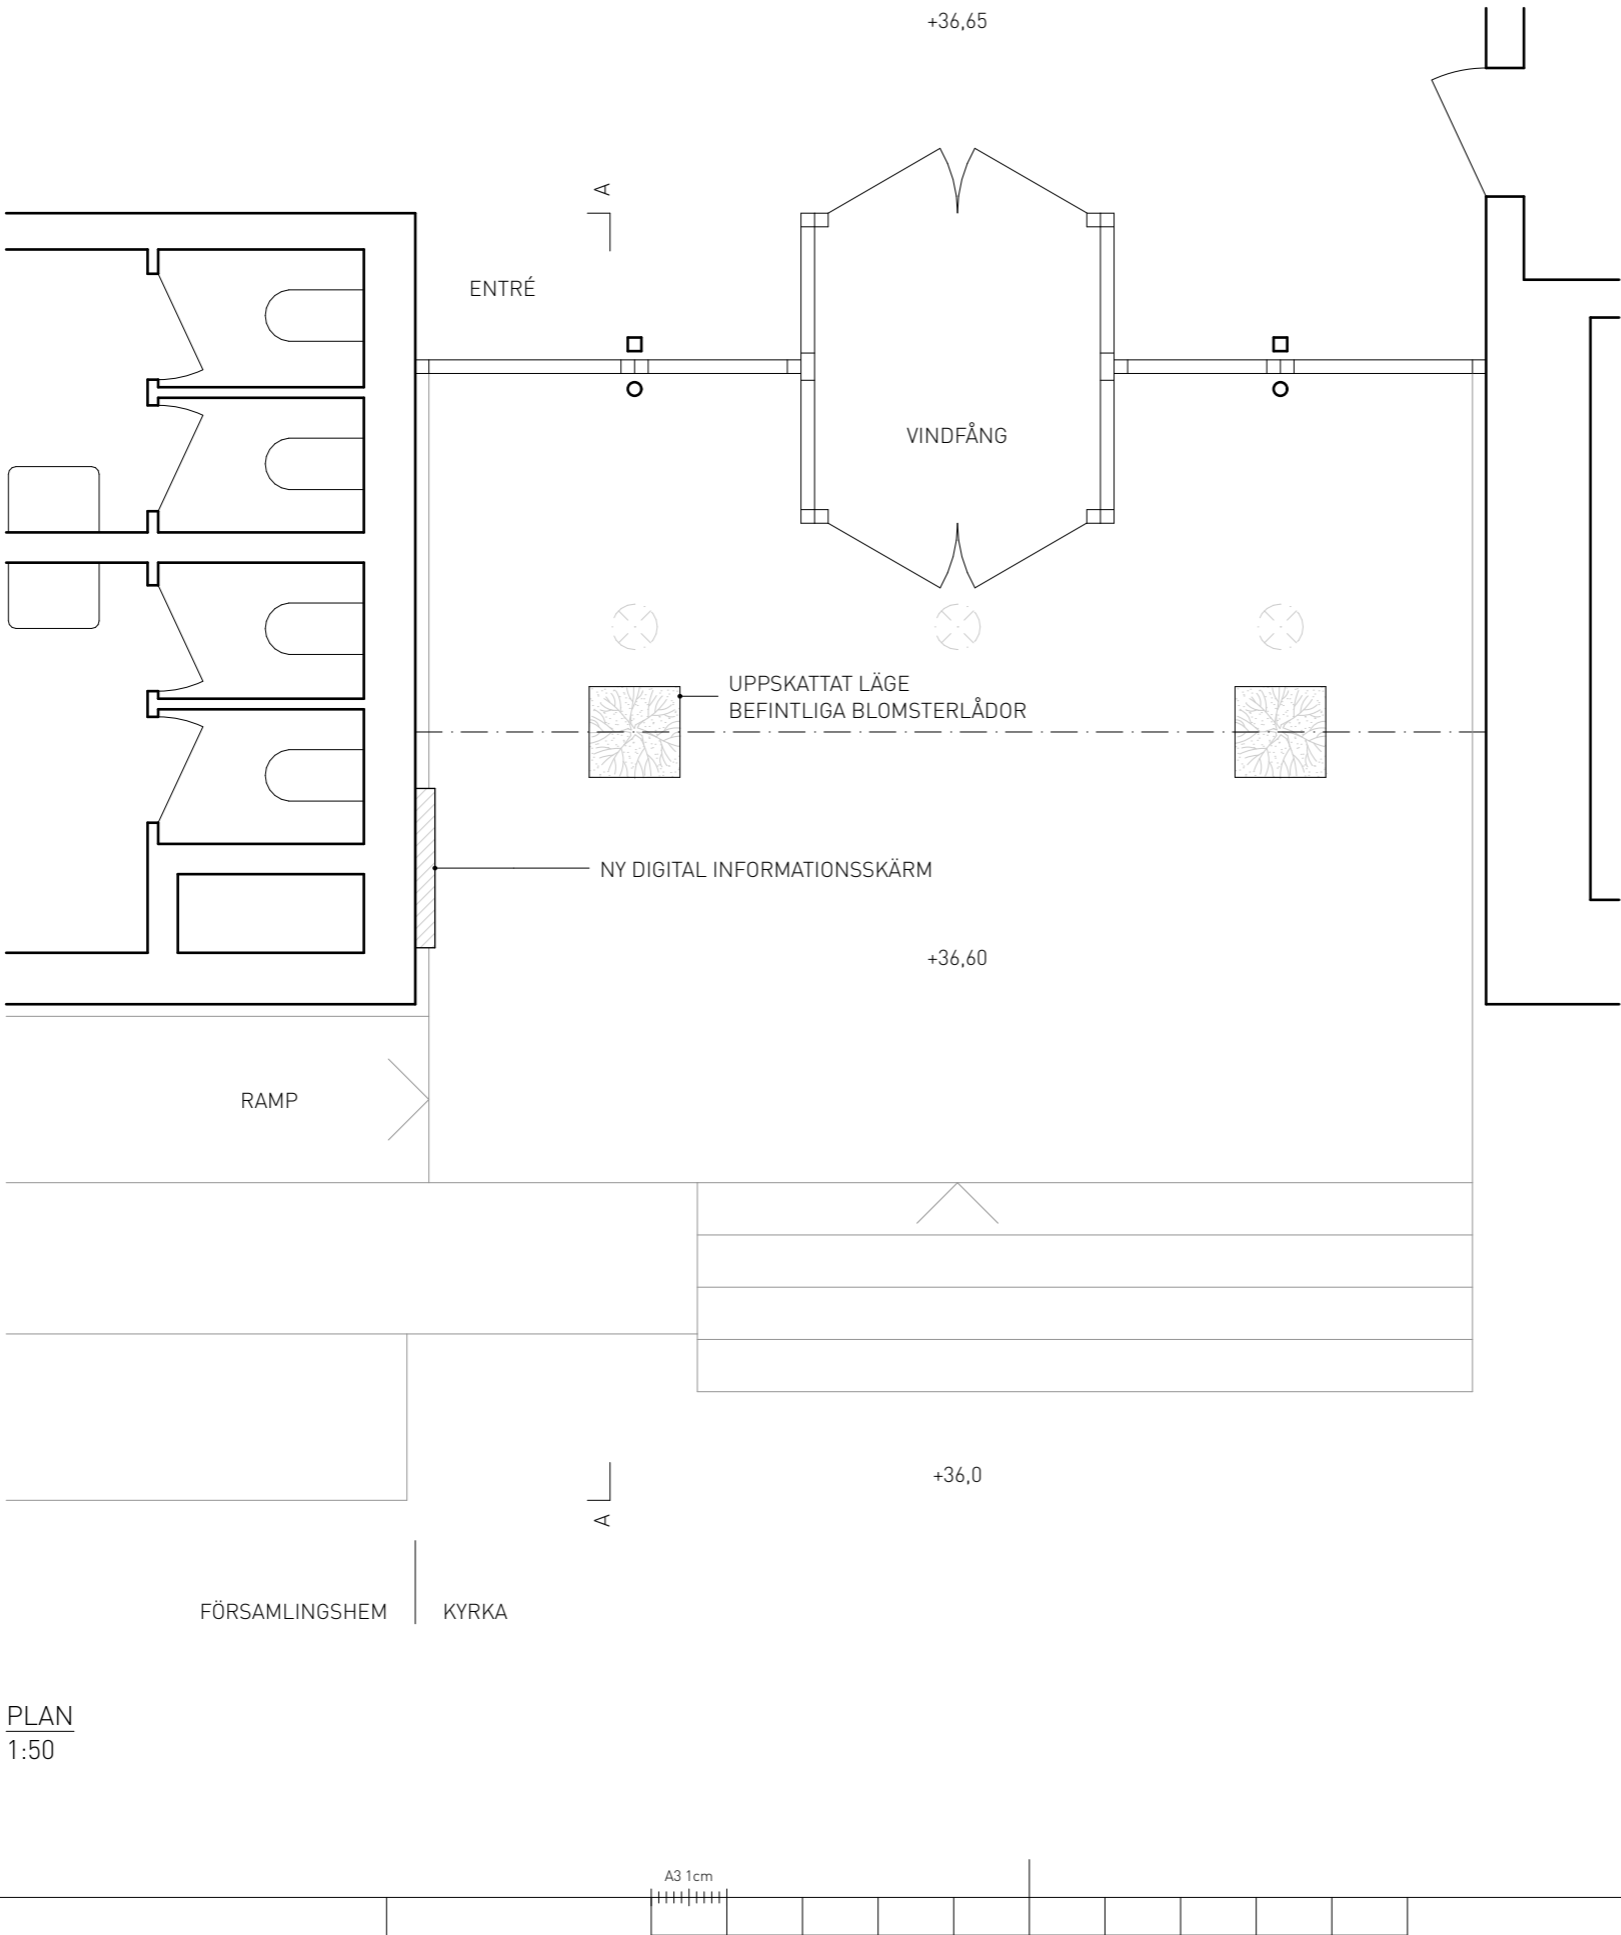 +36,65
A
ENTRÉ
VINDFÅNG
UPPSKATTAT LÄGE
BEFINTLIGA BLOMSTERLÅDOR
NY DIGITAL INFORMATIONSSKÄRM
+36,60
RAMP
+36,0
A
FÖRSAMLINGSHEM
KYRKA
PLAN
1:50
A3 1cm